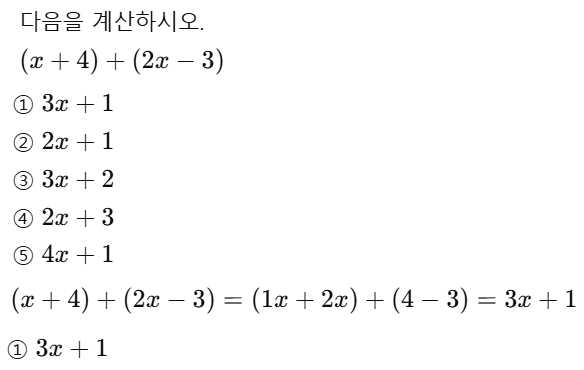 다음을 계산하시오.
(x + 4) + (2x − 3)
① 3x + 1
② 2x + 1
③ 3x + 2
④ 2x + 3
⑤ 4x + 1
(x + 4) + (2x − 3) = (1x + 2x) + (4 − 3) = 3x + 1
① 3x + 1